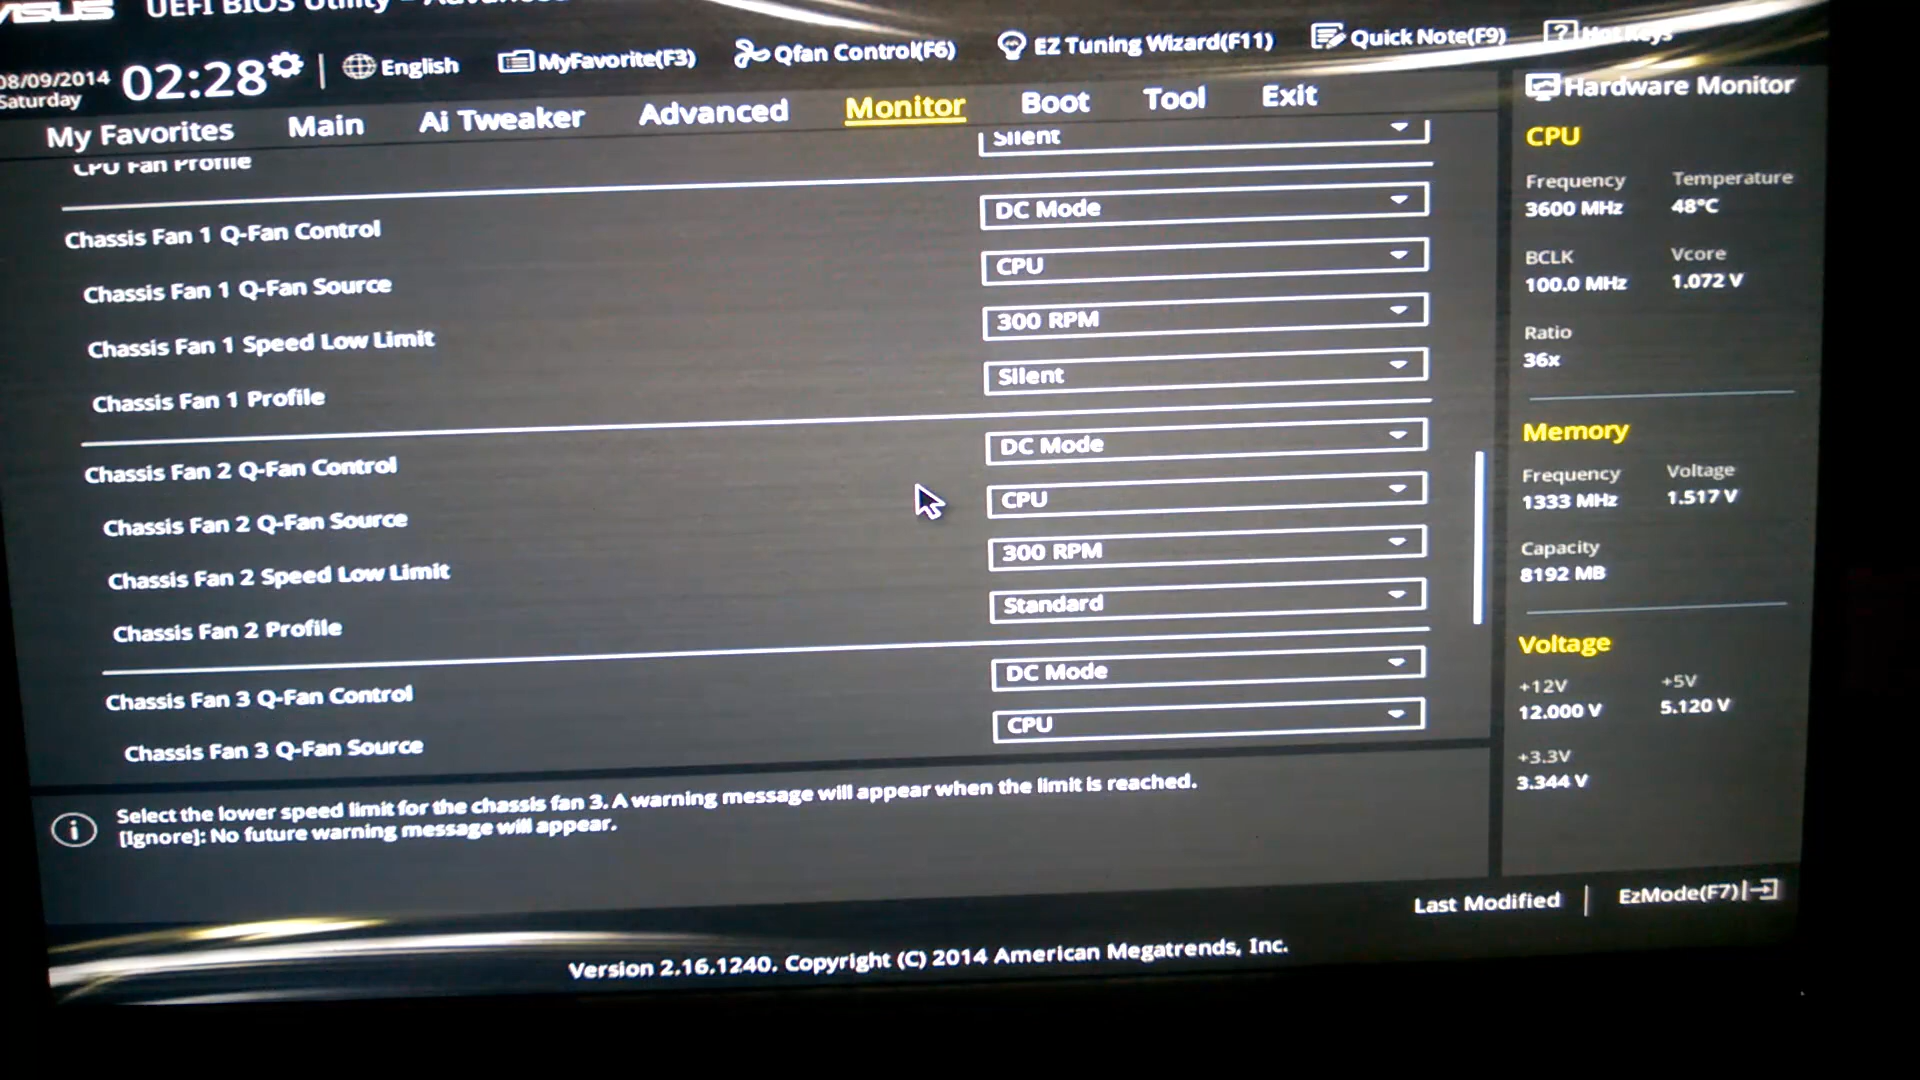 ASUS UEFI BIOS Utility – Advanced
08/09/2014 02:28 English MyFavorite(F3) Qfan Control(F6) EZ Tuning Wizard(F11) Quick Note(F9) Hot Keys
Saturday
My Favorites Main Ai Tweaker Advanced Monitor Boot Tool Exit
CPU Fan Profile Silent
Chassis Fan 1 Q-Fan Control DC Mode
Chassis Fan 1 Q-Fan Source CPU
Chassis Fan 1 Speed Low Limit 300 RPM
Chassis Fan 1 Profile Silent
Chassis Fan 2 Q-Fan Control DC Mode
Chassis Fan 2 Q-Fan Source CPU
Chassis Fan 2 Speed Low Limit 300 RPM
Chassis Fan 2 Profile Standard
Chassis Fan 3 Q-Fan Control DC Mode
Chassis Fan 3 Q-Fan Source CPU
Select the lower speed limit for the chassis fan 3. A warning message will appear when the limit is reached.
[Ignore]: No future warning message will appear.
Hardware Monitor
CPU
Frequency Temperature
3600 MHz 48°C
BCLK Vcore
100.0 MHz 1.072 V
Ratio
36x
Memory
Frequency Voltage
1333 MHz 1.517 V
Capacity
8192 MB
Voltage
+12V +5V
12.000 V 5.120 V
+3.3V
3.344 V
Last Modified EzMode(F7)
Version 2.16.1240. Copyright (C) 2014 American Megatrends, Inc.